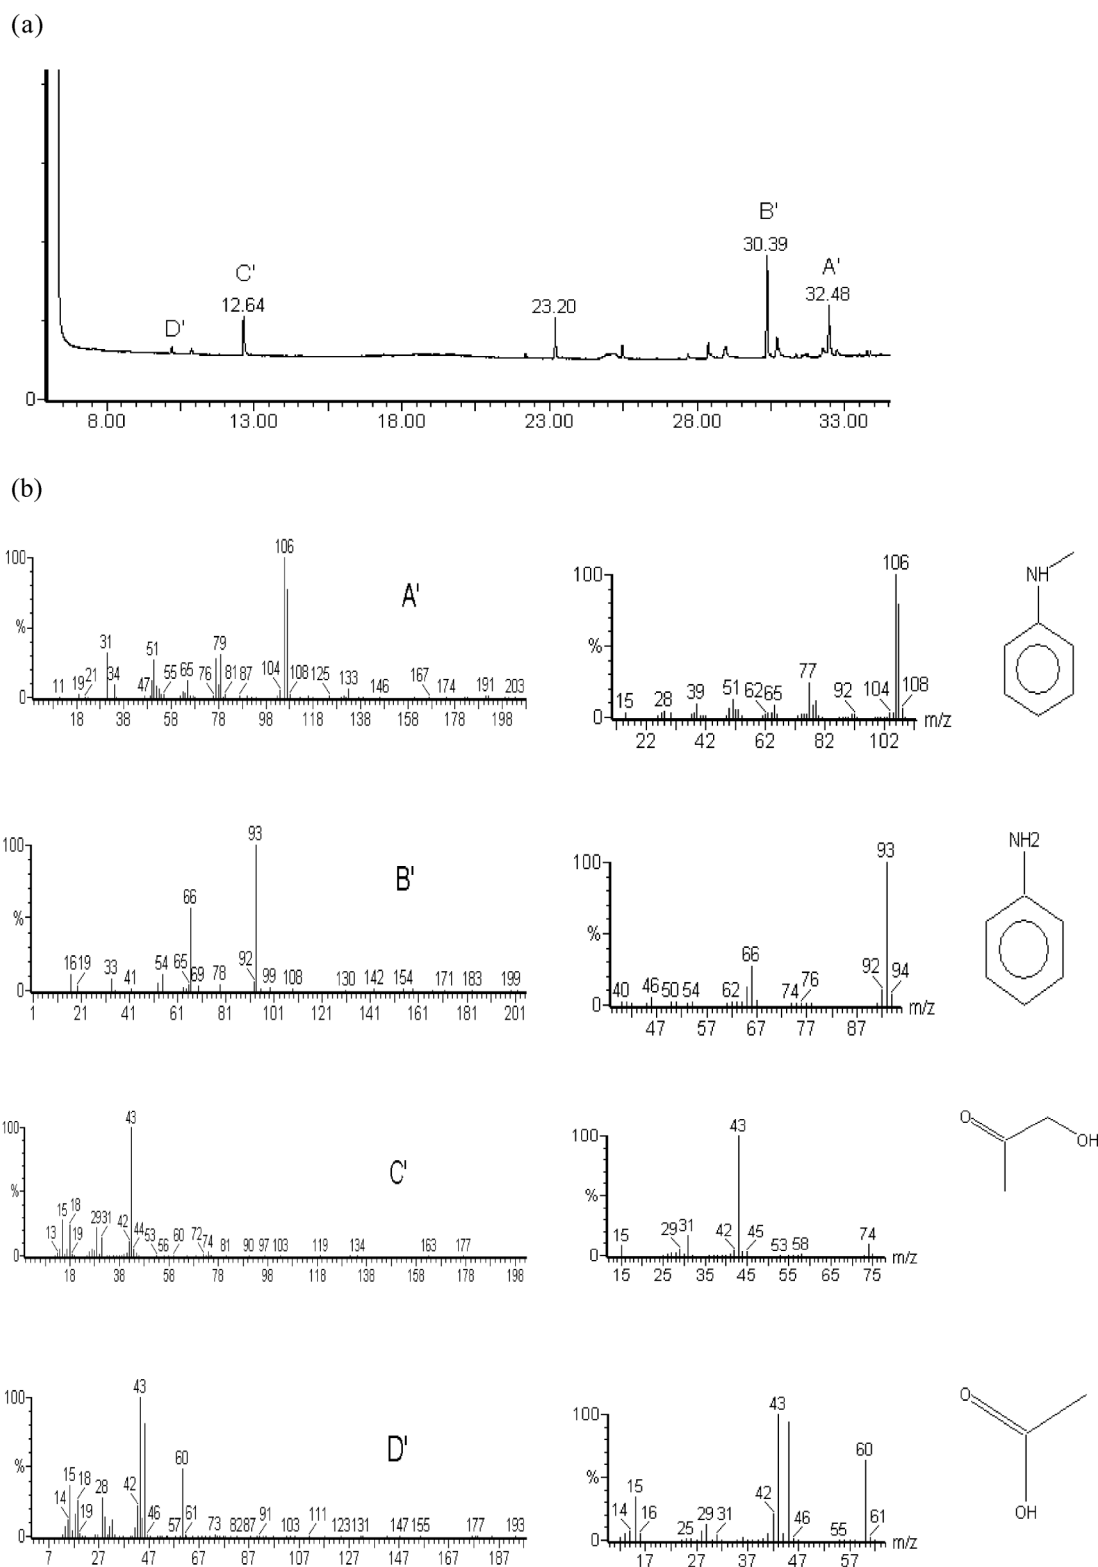 (a)
B'
30.39
A'
32.48
C'
12.64
23.20
D'
0
8.00 13.00 18.00 23.00 28.00 33.00
(b)
100
%
0
106
A'
31
51
79
11 19 21 34 47 55 65 76 81 87 104 108 125 133 146 167 174 191 203
18 38 58 78 98 118 138 158 178 198
100
%
0
106
77
15 28 39 51 62 65 92 104 108
22 42 62 82 102 m/z
NH
100
%
0
93
B'
66
16 19 33 41 54 65 69 78 92 99 108 130 142 154 171 183 199
1 21 41 61 81 101 121 141 161 181 201
100
%
0
93
66
40 46 50 54 62 74 76 92 94
47 57 67 77 87 m/z
NH2
100
%
0
43
C'
13 15 18 19 29 31 42 44 53 56 60 72 74 81 90 97 103 119 134 163 177
18 38 58 78 98 118 138 158 178 198
100
%
0
43
15 29 31 42 45 53 58 74
15 25 35 45 55 65 75 m/z
O
OH
100
%
0
43
D'
60
14 15 18 19 28 42 46 57 61 73 82 87 91 103 111 123 131 147 155 177 193
7 27 47 67 87 107 127 147 167 187
100
%
0
43
60
14 15 16 25 29 31 42 46 55 61
17 27 37 47 57 m/z
O
OH